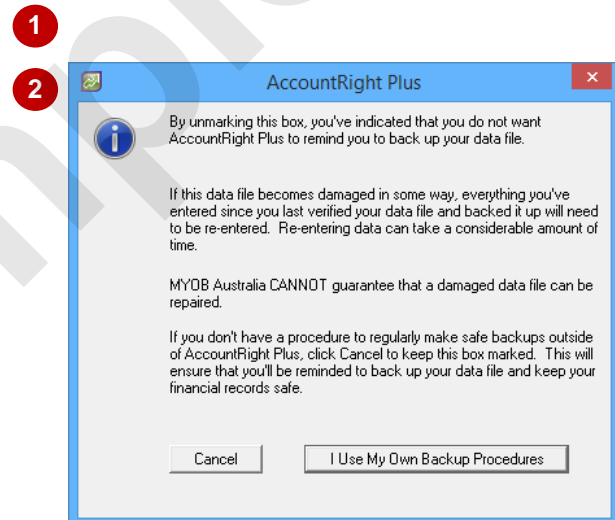 1
2
AccountRight Plus
By unmarking this box, you've indicated that you do not want
AccountRight Plus to remind you to back up your data file.
If this data file becomes damaged in some way, everything you've
entered since you last verified your data file and backed it up will need
to be re-entered. Re-entering data can take a considerable amount of
time.
MYOB Australia CANNOT guarantee that a damaged data file can be
repaired.
If you don't have a procedure to regularly make safe backups outside
of AccountRight Plus, click Cancel to keep this box marked. This will
ensure that you'll be reminded to back up your data file and keep your
financial records safe.
Cancel
I Use My Own Backup Procedures